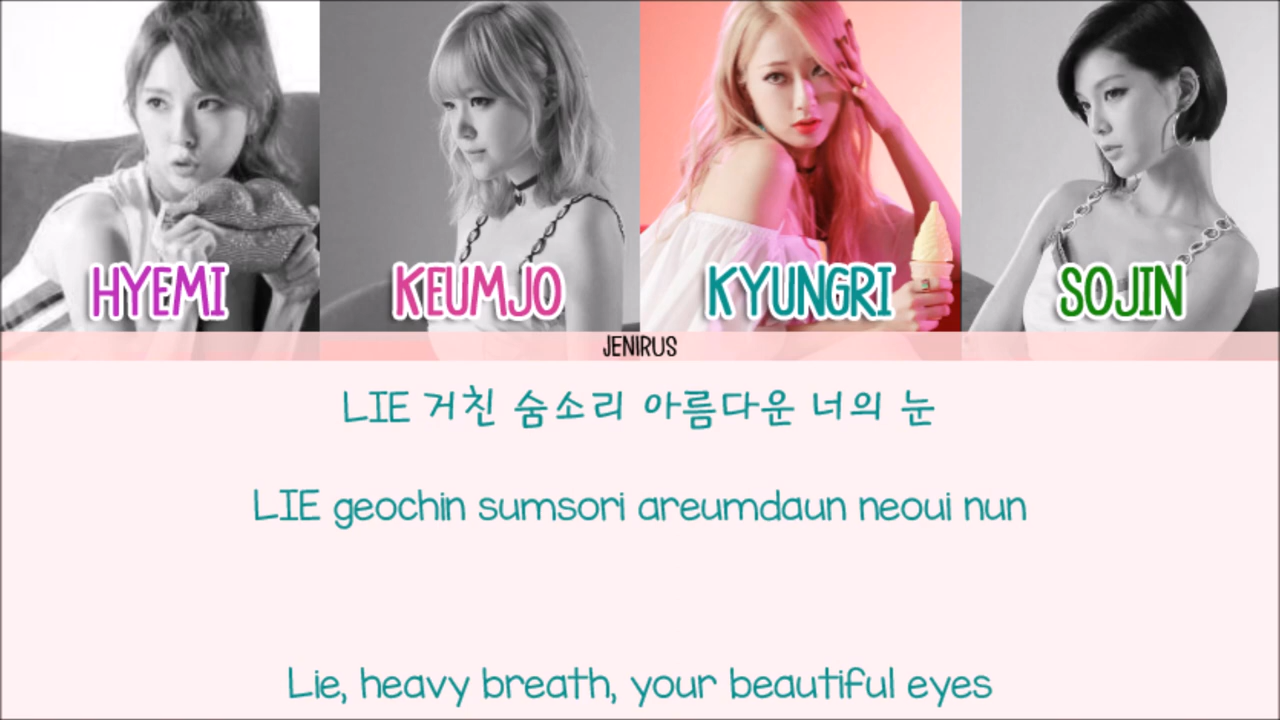 HYEMI
KEUMJO
KYUNGRI
SOJIN
JENIRUS
LIE 거친 숨소리 아름다운 너의 눈
LIE geochin sumsori areumdaun neoui nun
Lie, heavy breath, your beautiful eyes